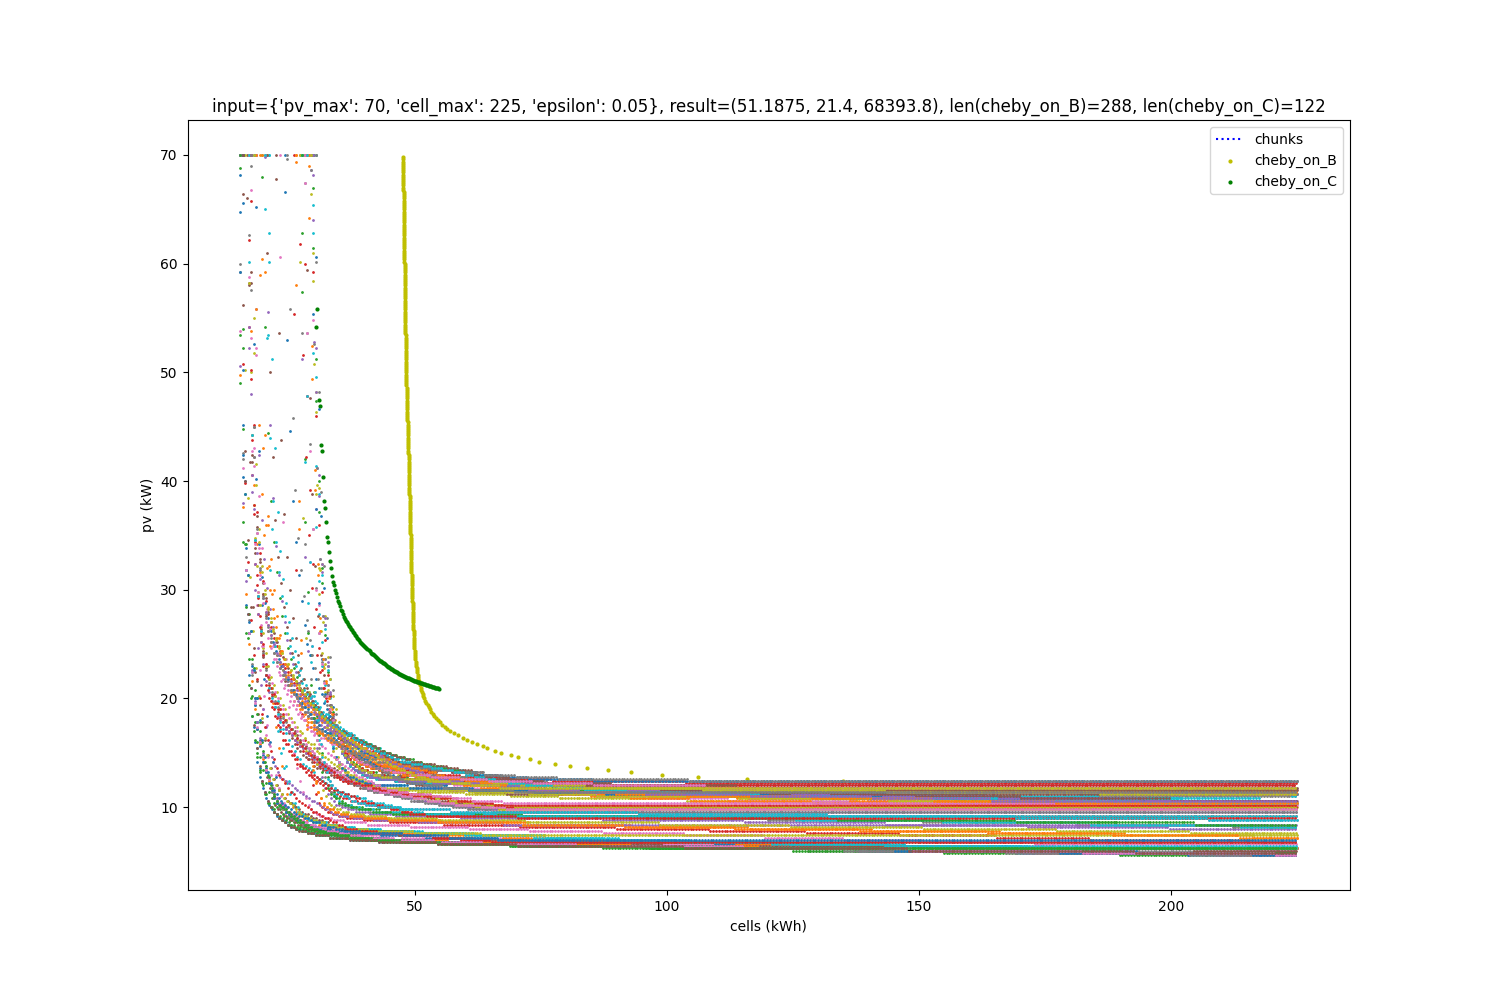 input={'pv_max': 70, 'cell_max': 225, 'epsilon': 0.05}, result=(51.1875, 21.4, 68393.8), len(cheby_on_B)=288, len(cheby_on_C)=122
chunks
cheby_on_B
cheby_on_C
70
60
50
40
30
20
10
pv (kW)
50
100
150
200
cells (kWh)